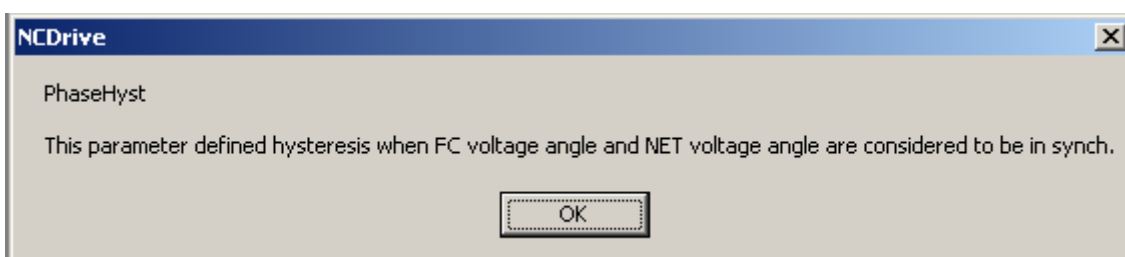 NCDrive
PhaseHyst
This parameter defined hysteresis when FC voltage angle and NET voltage angle are considered to be in synch.
OK